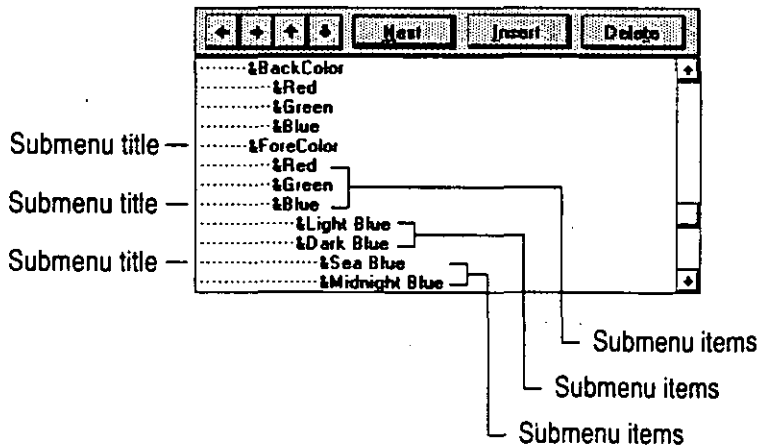 Next Insert Delete
&BackColor
&Red
&Green
&Blue
Submenu title
&ForeColor
&Red
&Green
Submenu title
&Blue
&Light Blue
&Dark Blue
Submenu title
&Sea Blue
&Midnight Blue
Submenu items
Submenu items
Submenu items